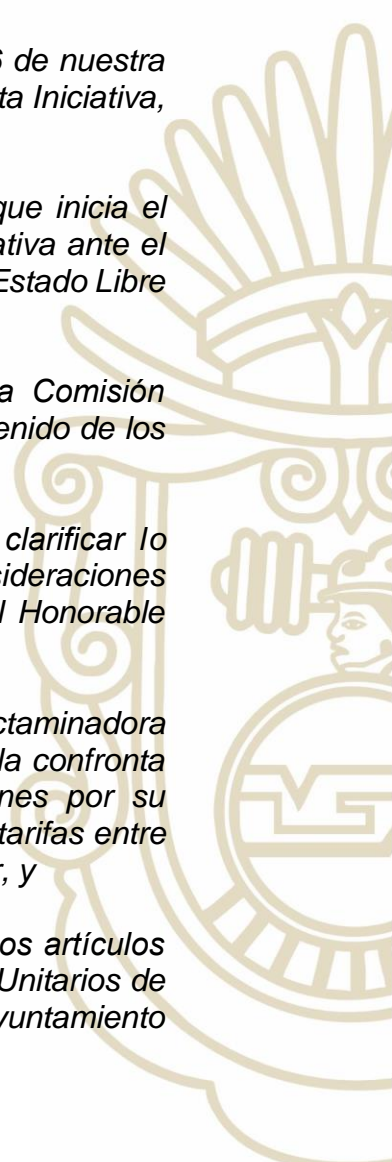 6 de nuestra
ta Iniciativa,
que inicia el
ativa ante el
Estado Libre
a Comisión
enido de los
clarificar lo
sideraciones
l Honorable
ctaminadora
la confronta
nes por su
tarifas entre
r, y
os artículos
Unitarios de
yuntamiento